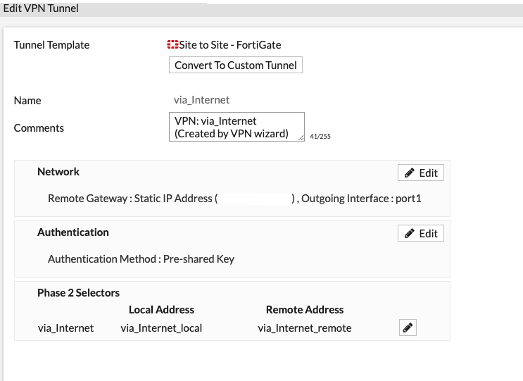 Edit VPN Tunnel
Tunnel Template
Site to Site - FortiGate
Convert To Custom Tunnel
Name
via_Internet
Comments
VPN: via_Internet
(Created by VPN wizard)
41/255
Network
Edit
Remote Gateway : Static IP Address ( ) , Outgoing Interface : port1
Authentication
Edit
Authentication Method : Pre-shared Key
Phase 2 Selectors
Local Address Remote Address
via_Internet via_Internet_local via_Internet_remote